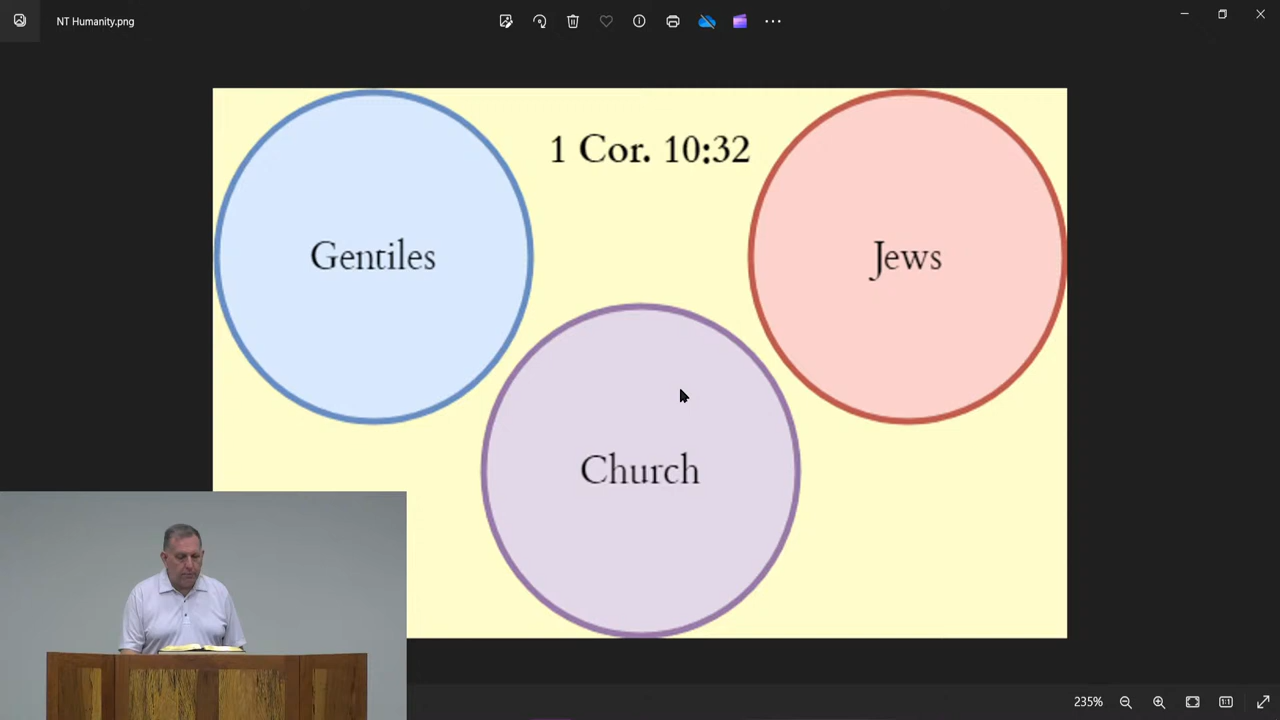 NT Humanity.png
1 Cor. 10:32
Gentiles
Jews
Church
235%